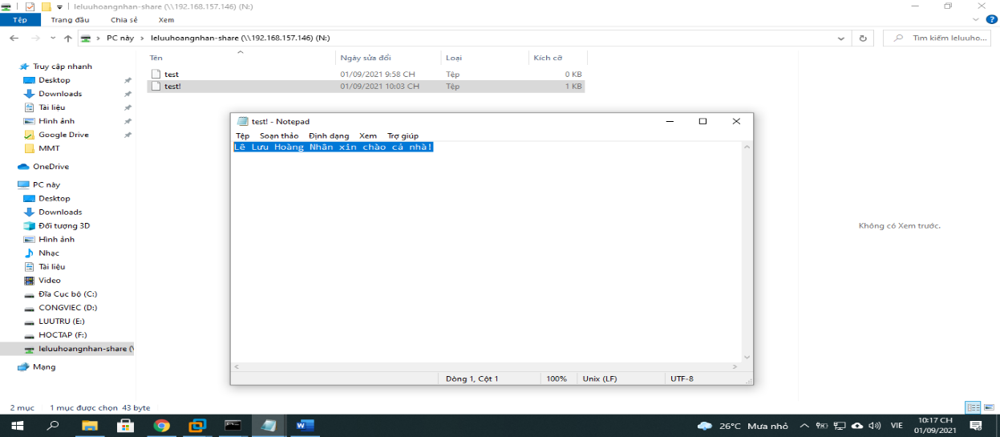 leluuhoangnhan-share (\\192.168.157.146) (N:)
Tệp Trang đầu Chia sẻ Xem
PC này › leluuhoangnhan-share (\\192.168.157.146) (N:)
Tìm kiếm leluuho...
Tên Ngày sửa đổi Loại Kích cỡ
test 01/09/2021 9:58 CH Tệp 0 KB
test! 01/09/2021 10:03 CH Tệp 1 KB
Truy cập nhanh
Desktop
Downloads
Tài liệu
Hình ảnh
Google Drive
MMT
OneDrive
PC này
Desktop
Downloads
Đối tượng 3D
Hình ảnh
Nhạc
Tài liệu
Video
Đĩa Cục bộ (C:)
CONGVIEC (D:)
LUUTRU (E:)
HOCTAP (F:)
leluuhoangnhan-share (\
Mạng
test! - Notepad
Tệp Soạn thảo Định dạng Xem Trợ giúp
Lê Lưu Hoàng Nhân xin chào cả nhà!
Dòng 1, Cột 1 100% Unix (LF) UTF-8
Không có Xem trước.
2 mục 1 mục được chọn 43 byte
26°C Mưa nhỏ VIE 10:17 CH
01/09/2021